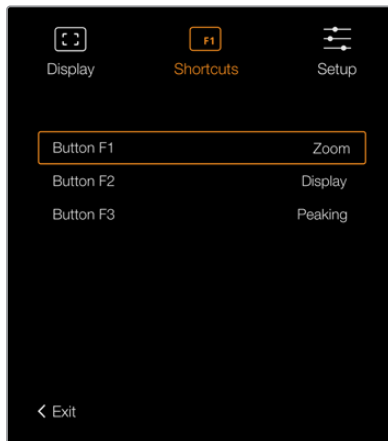 F1
Display Shortcuts Setup
Button F1 Zoom
Button F2 Display
Button F3 Peaking
Exit